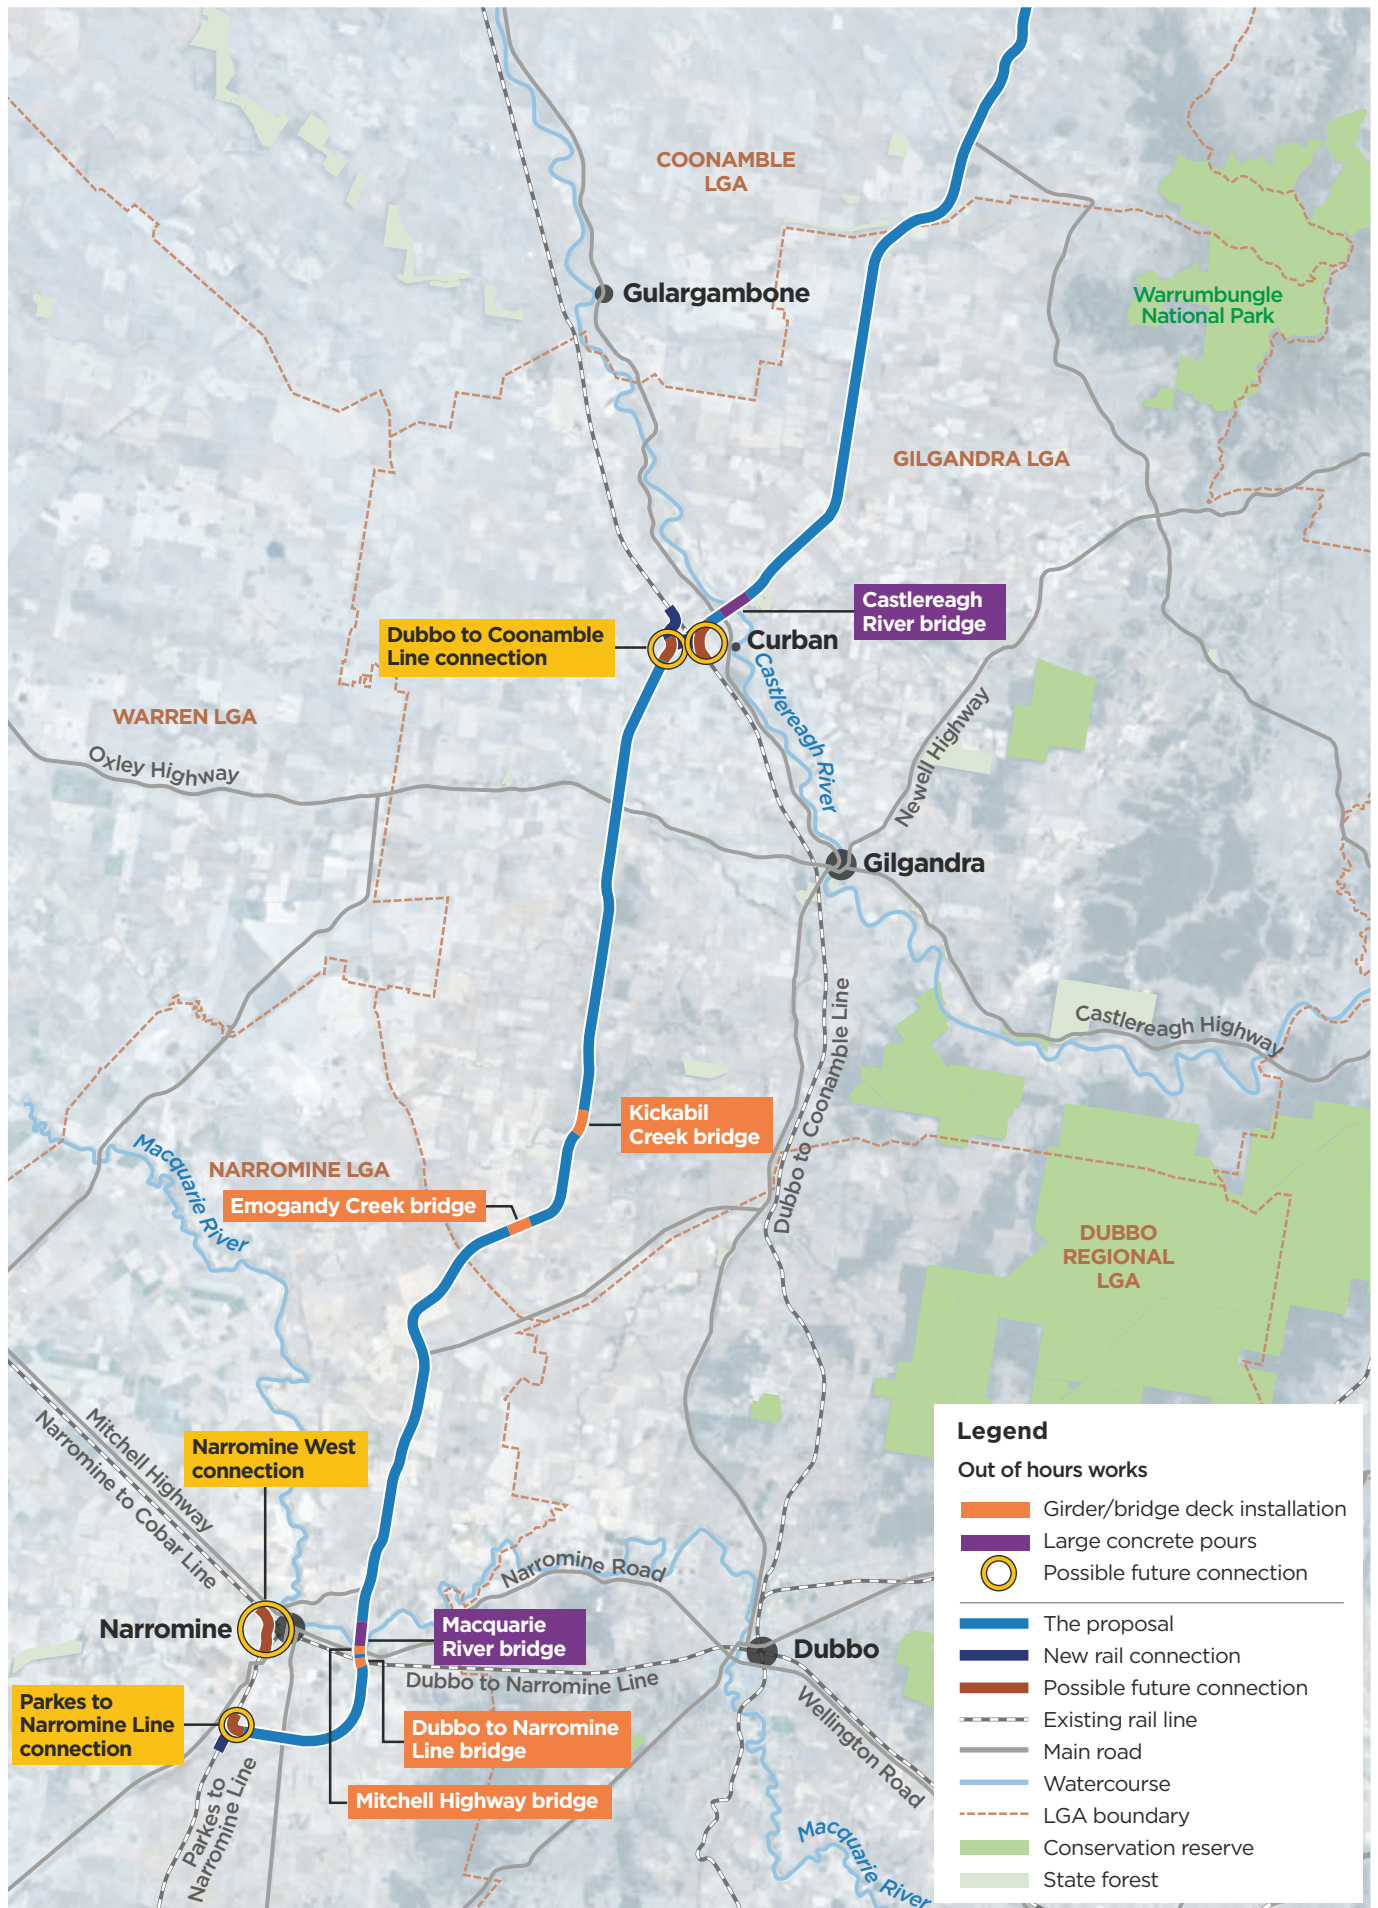 COONAMBLE
LGA
Gulargambone
Warrumbungle
National Park
GILGANDRA LGA
Castlereagh
River bridge
Dubbo to Coonamble
Line connection
Curban
Castlereagh River
WARREN LGA
Oxley Highway
Newell Highway
Gilgandra
Castlereagh Highway
Dubbo to Coonamble Line
Kickabil
Creek bridge
Macquarie River
NARROMINE LGA
Emogandy Creek bridge
DUBBO
REGIONAL
LGA
Mitchell Highway
Narromine to Cobar Line
Narromine West
connection
Narromine Road
Narromine
Macquarie
River bridge
Dubbo
Dubbo to Narromine Line
Parkes to
Narromine Line
connection
Dubbo to Narromine
Line bridge
Wellington Road
Mitchell Highway bridge
Parkes to
Narromine Line
Macquarie River
Legend
Out of hours works
Girder/bridge deck installation
Large concrete pours
Possible future connection
The proposal
New rail connection
Possible future connection
Existing rail line
Main road
Watercourse
LGA boundary
Conservation reserve
State forest